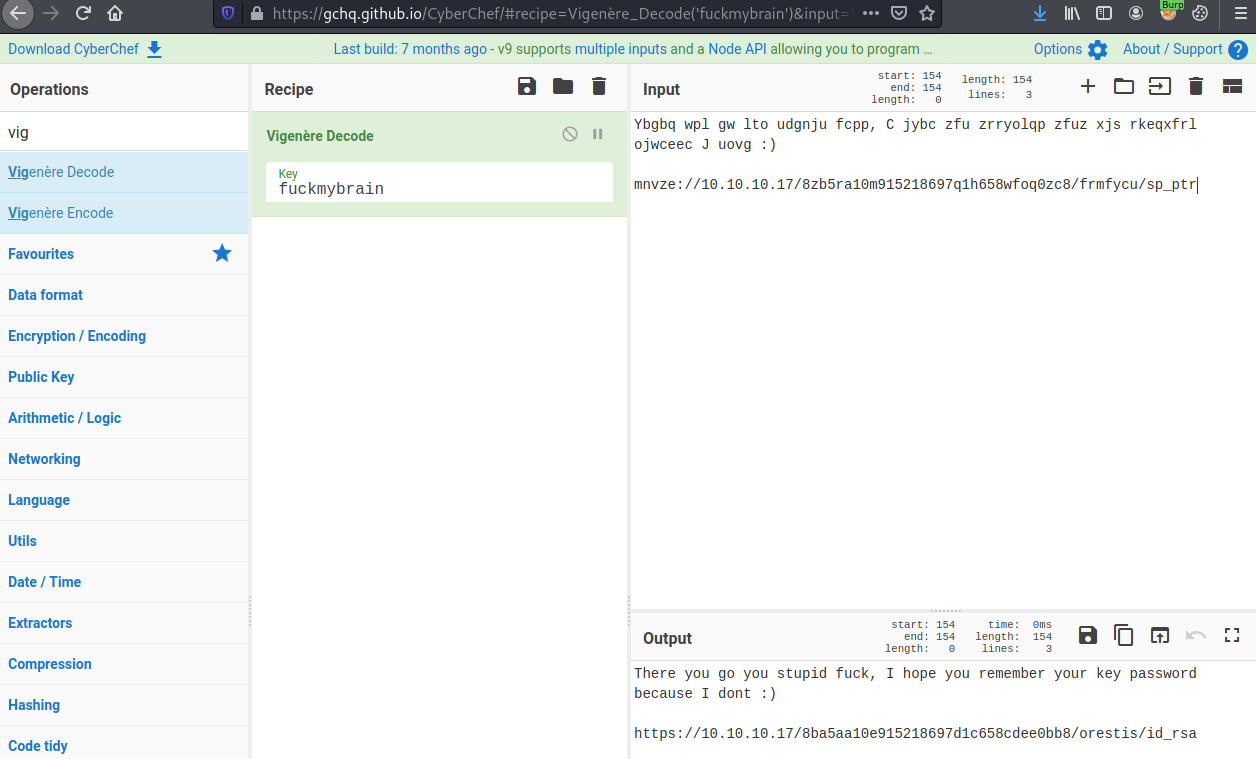 https://gchq.github.io/CyberChef/#recipe=Vigenère_Decode('fuckmybrain')&input=
Burp
Download CyberChef
Last build: 7 months ago - v9 supports multiple inputs and a Node API allowing you to program …
Options
About / Support
Operations
Recipe
Input
start: 154
end: 154
length: 0
length: 154
lines: 3
vig
Vigenère Decode
Vigenère Encode
Favourites
Data format
Encryption / Encoding
Public Key
Arithmetic / Logic
Networking
Language
Utils
Date / Time
Extractors
Compression
Hashing
Code tidy
Vigenère Decode
Key
fuckmybrain
Ybgbq wpl gw lto udgnju fcpp, C jybc zfu zrryolqp zfuz xjs rkeqxfrl
ojwceec J uovg :)
mnvze://10.10.10.17/8zb5ra10m915218697q1h658wfoq0zc8/frmfycu/sp_ptr
Output
start: 154
end: 154
length: 0
time: 0ms
length: 154
lines: 3
There you go you stupid fuck, I hope you remember your key password
because I dont :)
https://10.10.10.17/8ba5aa10e915218697d1c658cdee0bb8/orestis/id_rsa